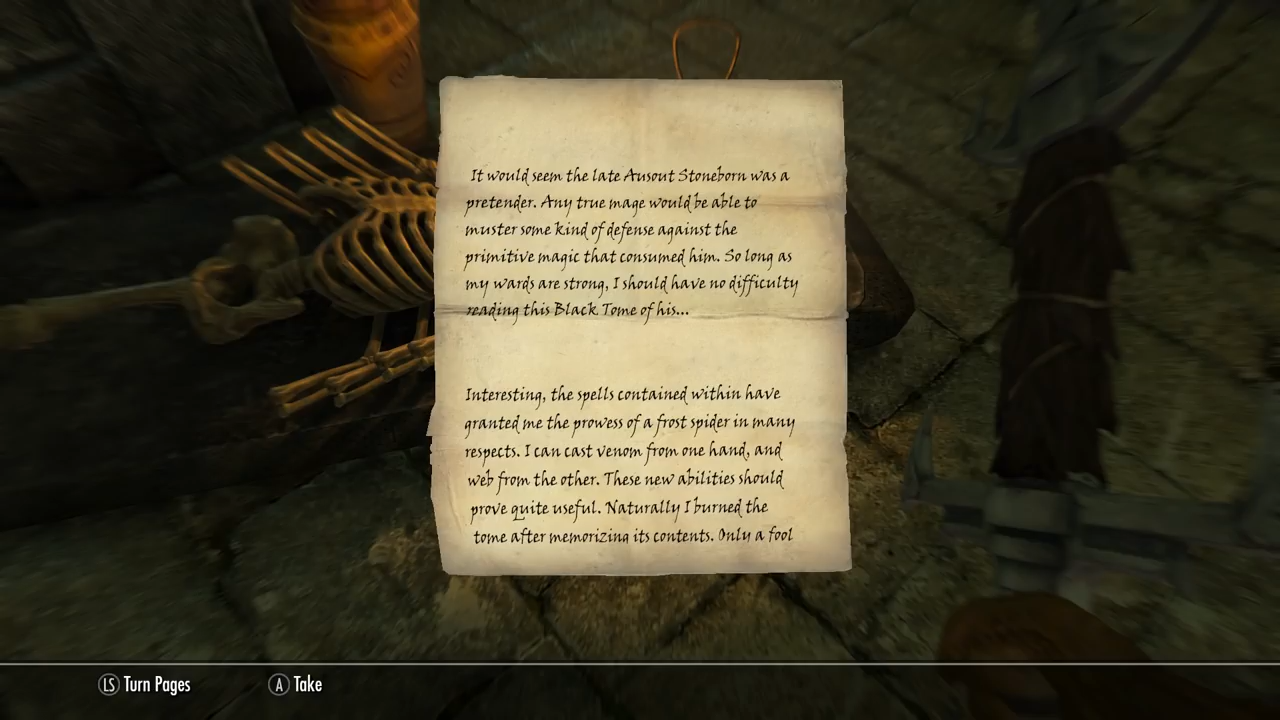 It would seem the late Ausout Stoneborn was a
pretender. Any true mage would be able to
muster some kind of defense against the
primitive magic that consumed him. So long as
my wards are strong, I should have no difficulty
reading this Black Tome of his...
Interesting, the spells contained within have
granted me the prowess of a frost spider in many
respects. I can cast venom from one hand, and
web from the other. These new abilities should
prove quite useful. Naturally I burned the
tome after memorizing its contents. Only a fool
LS Turn Pages
A Take